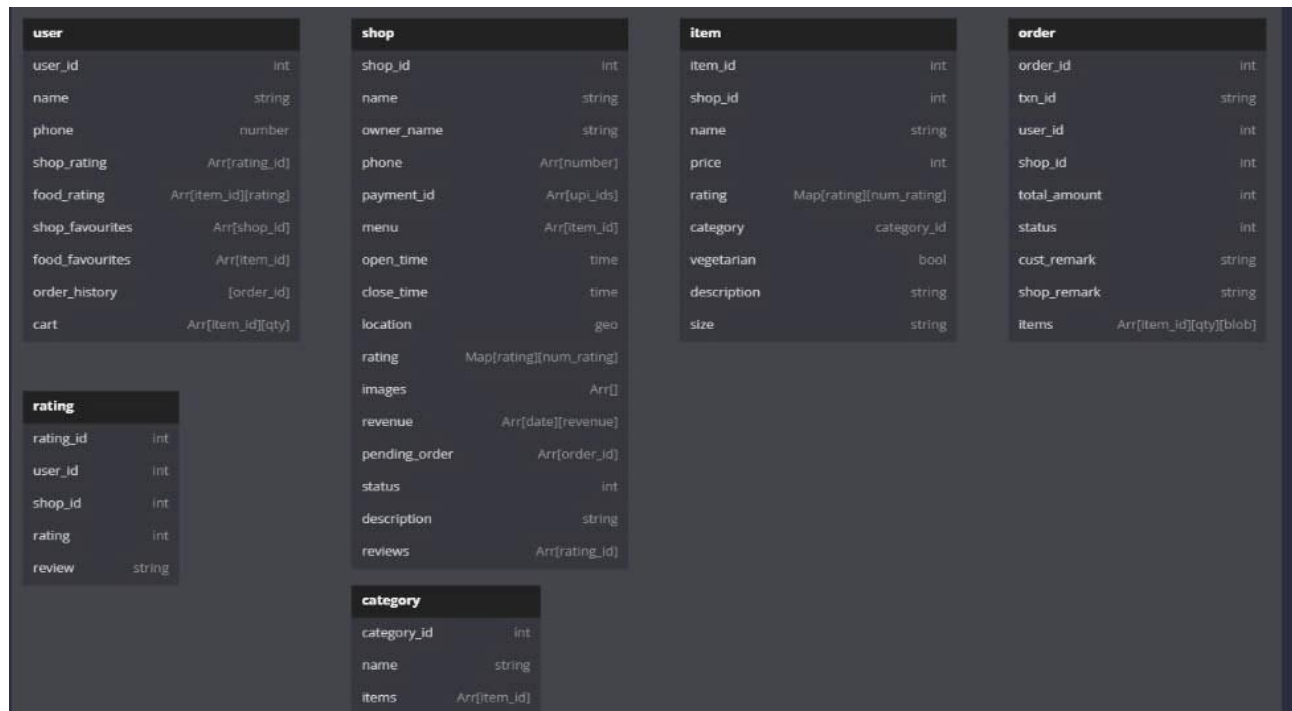 user
user_id int
name string
phone number
shop_rating Arr[rating_id]
food_rating Arr[item_id][rating]
shop_favourites Arr[shop_id]
food_favourites Arr[item_id]
order_history [order_id]
cart Arr[item_id][qty]
rating
rating_id int
user_id int
shop_id int
rating int
review string
shop
shop_id int
name string
owner_name string
phone Arr[number]
payment_id Arr[upi_ids]
menu Arr[item_id]
open_time time
close_time time
location geo
rating Map[rating][num_rating]
images Arr[]
revenue Arr[date][revenue]
pending_order Arr[order_id]
status int
description string
reviews Arr[rating_id]
category
category_id int
name string
items Arr[item_id]
item
item_id int
shop_id int
name string
price int
rating Map[rating][num_rating]
category category_id
vegetarian bool
description string
size string
order
order_id int
txn_id string
user_id int
shop_id int
total_amount int
status int
cust_remark string
shop_remark string
items Arr[item_id][qty][blob]